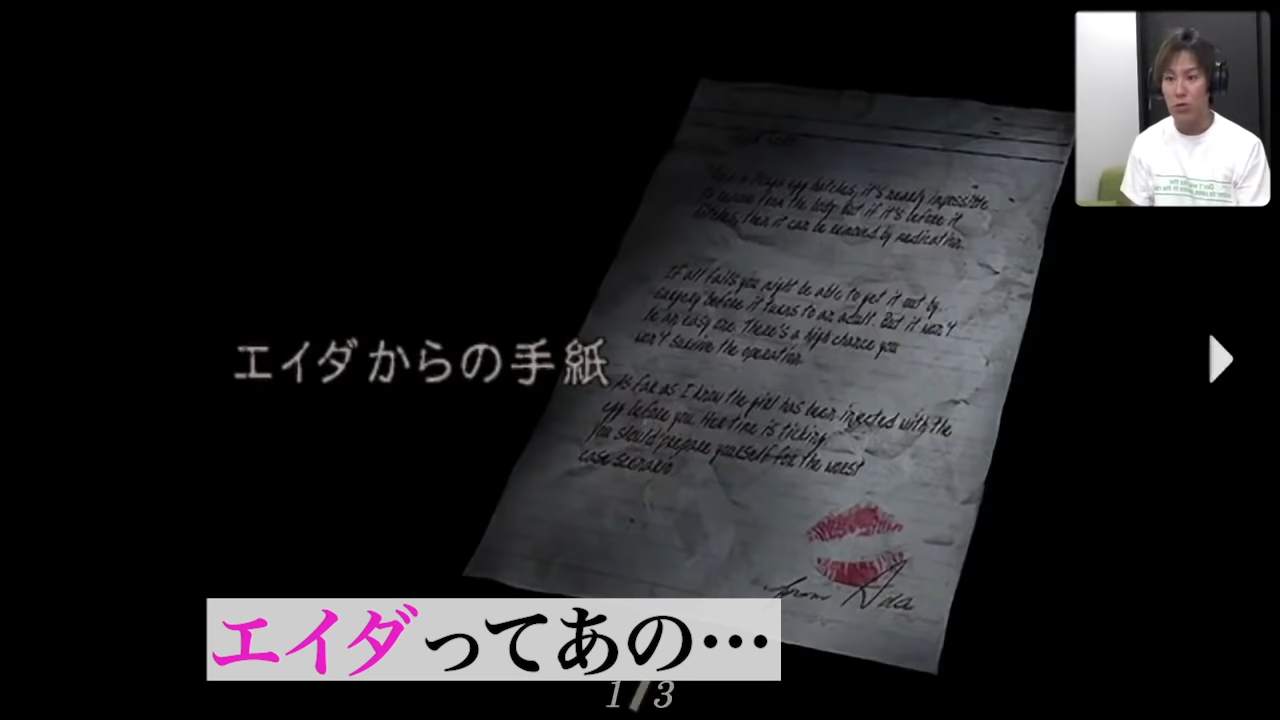 エイダからの手紙
egg hatches, it's nearly impossible
to remove from the body. But if it's before it
hatches, then it can be removed by medication.
If all fails you might be able to get it out by
surgery before it turns to an adult. But it won't
be an easy one. There's a high chance you
won't survive the operation.
As far as I know the girl has been injected with the
egg before you. Her time is ticking.
You should prepare yourself for the worst
case scenario.
from Ada
エイダってあの…
1/3